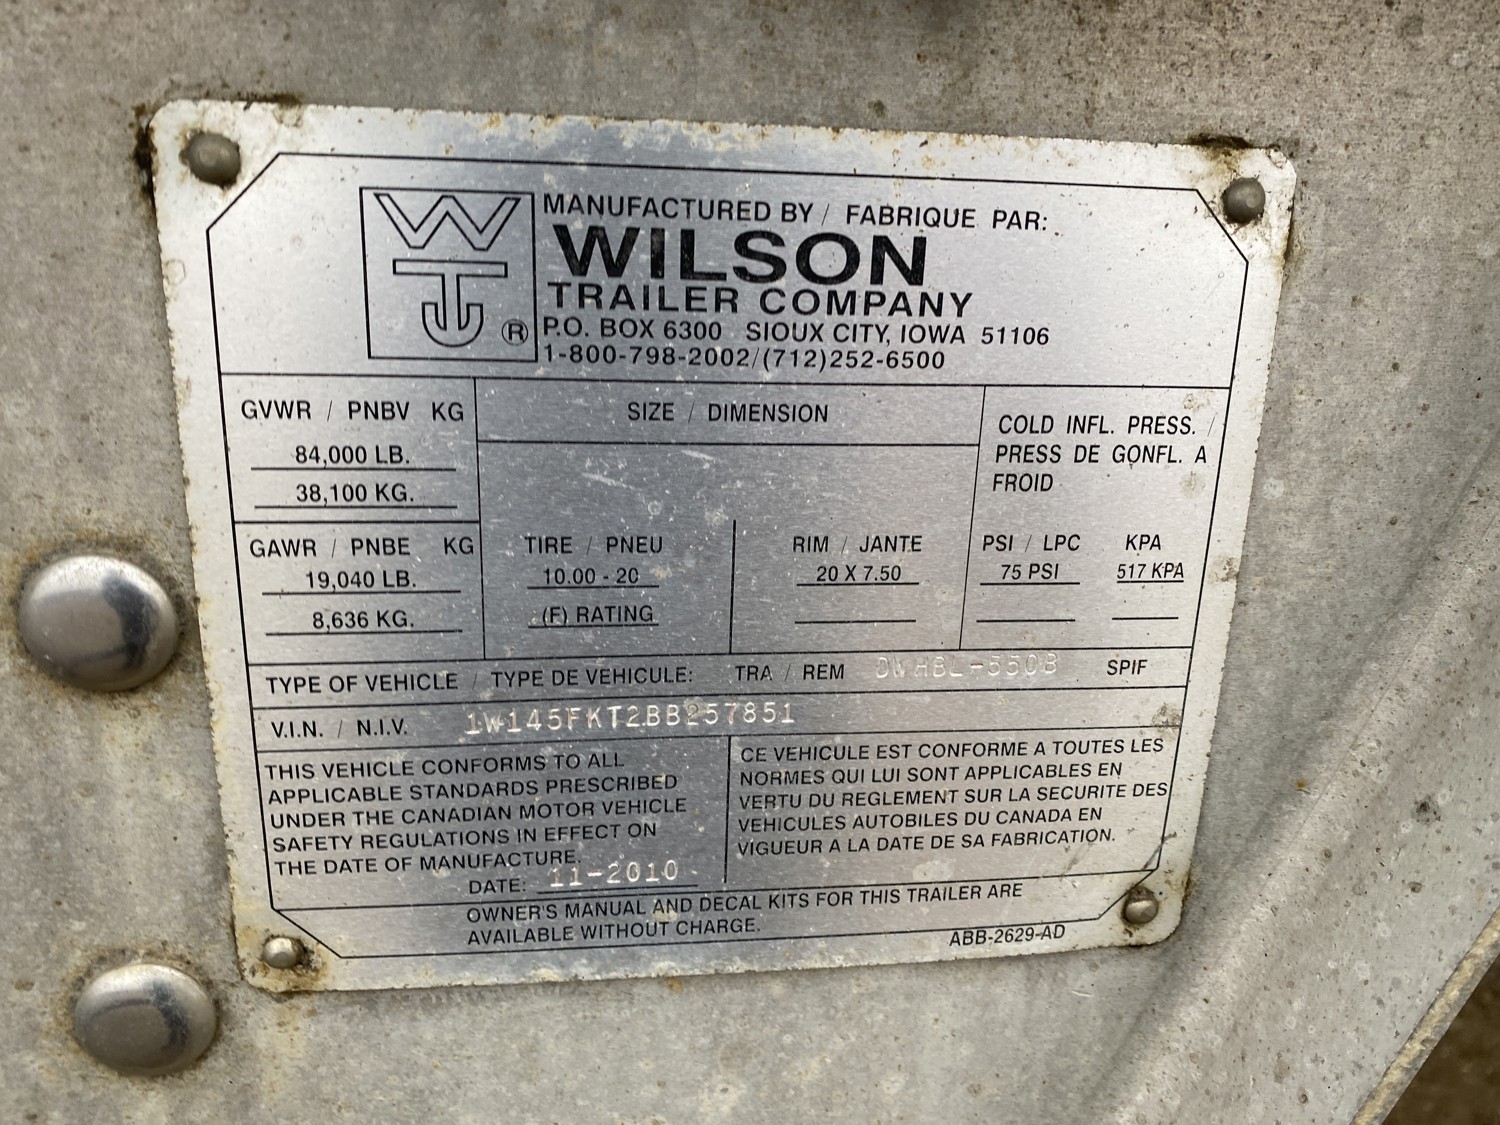 WT
®
MANUFACTURED BY / FABRIQUE PAR:
WILSON
TRAILER COMPANY
P.O. BOX 6300 SIOUX CITY, IOWA 51106
1-800-798-2002/(712)252-6500
GVWR / PNBV KG
84,000 LB.
38,100 KG.
GAWR / PNBE KG
19,040 LB.
8,636 KG.
SIZE / DIMENSION
TIRE / PNEU
10.00 - 20
(F) RATING
RIM / JANTE
20 X 7.50
COLD INFL. PRESS. /
PRESS DE GONFL. A
FROID
PSI / LPC KPA
75 PSI 517 KPA
TYPE OF VEHICLE / TYPE DE VEHICULE: TRA / REM DWHBL-550B SPIF
V.I.N. / N.I.V. 1W145FKT2BB257851
THIS VEHICLE CONFORMS TO ALL
APPLICABLE STANDARDS PRESCRIBED
UNDER THE CANADIAN MOTOR VEHICLE
SAFETY REGULATIONS IN EFFECT ON
THE DATE OF MANUFACTURE.
DATE: 11-2010
CE VEHICULE EST CONFORME A TOUTES LES
NORMES QUI LUI SONT APPLICABLES EN
VERTU DU REGLEMENT SUR LA SECURITE DES
VEHICULES AUTOBILES DU CANADA EN
VIGUEUR A LA DATE DE SA FABRICATION.
OWNER'S MANUAL AND DECAL KITS FOR THIS TRAILER ARE
AVAILABLE WITHOUT CHARGE.
ABB-2629-AD